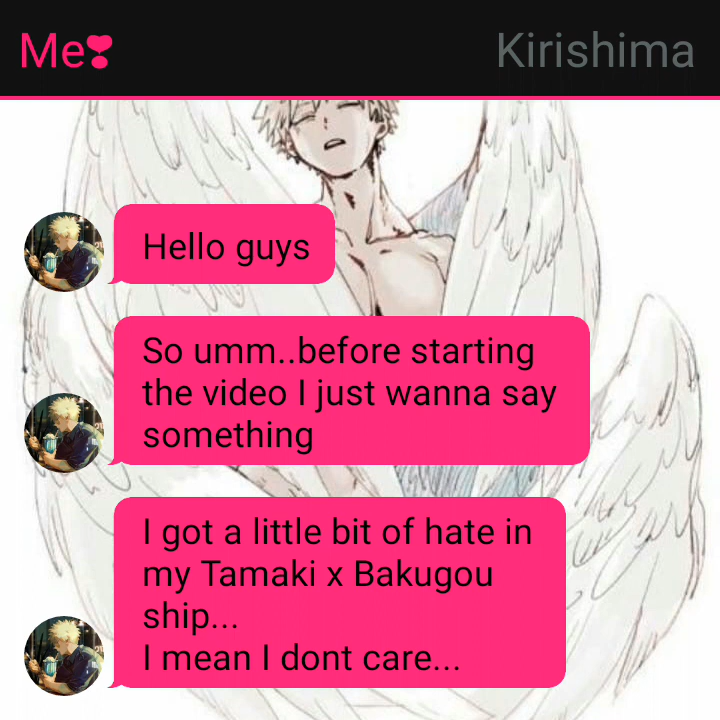 Me❣
Kirishima
Hello guys
So umm..before starting
the video I just wanna say
something
I got a little bit of hate in
my Tamaki x Bakugou
ship...
I mean I dont care...